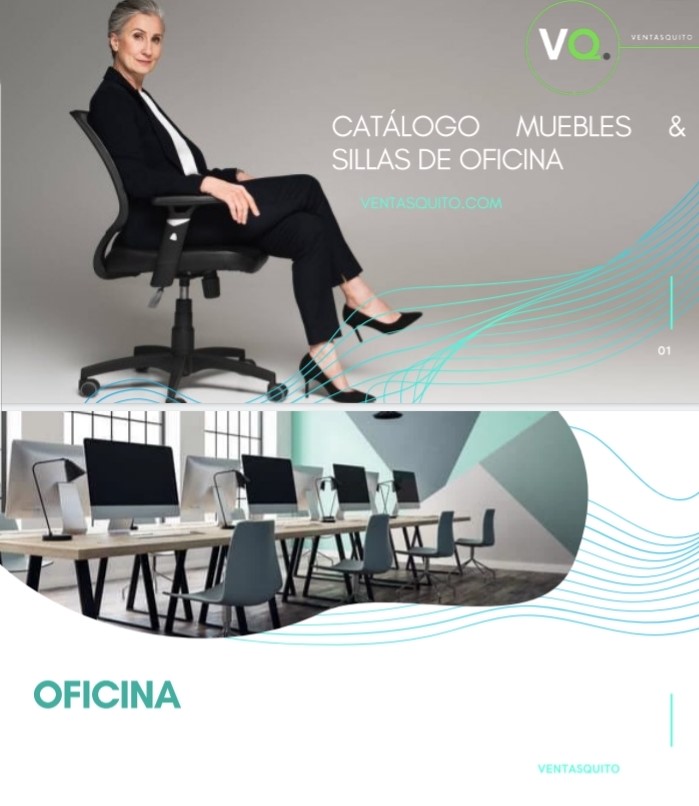 VQ.
VENTASQUITO
CATÁLOGO MUEBLES &
SILLAS DE OFICINA
VENTASQUITO.COM
01
OFICINA
VENTASQUITO